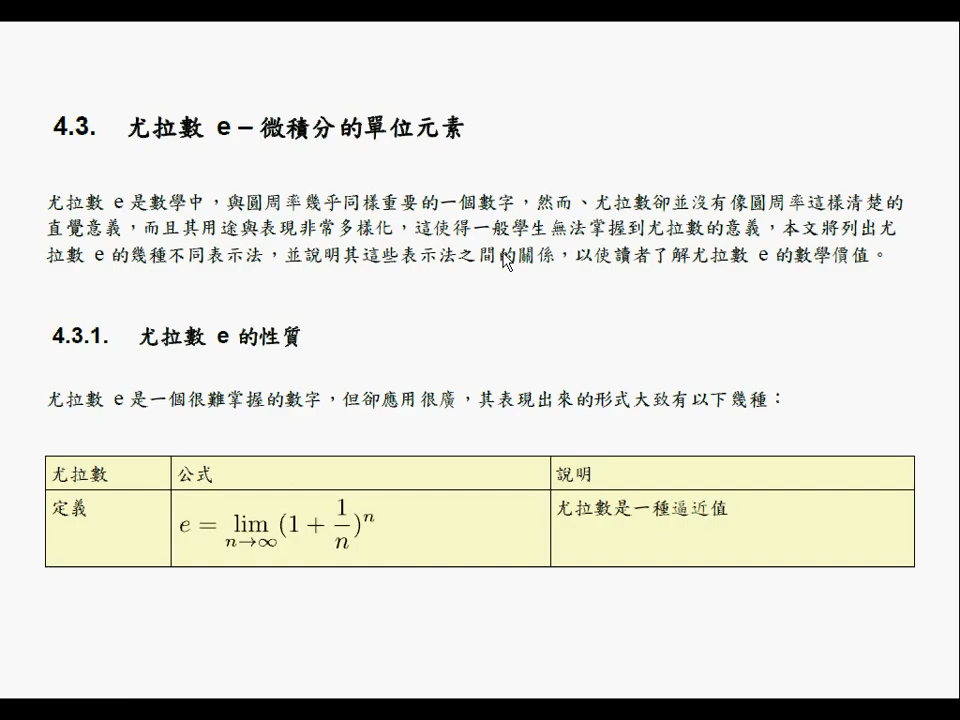 4.3. 尤拉數 e – 微積分的單位元素
尤拉數 e 是數學中，與圓周率幾乎同樣重要的一個數字，然而、尤拉數卻並沒有像圓周率這樣清楚的
直覺意義，而且其用途與表現非常多樣化，這使得一般學生無法掌握到尤拉數的意義，本文將列出尤
拉數 e 的幾種不同表示法，並說明其這些表示法之間的關係，以使讀者了解尤拉數 e 的數學價值。
4.3.1. 尤拉數 e 的性質
尤拉數 e 是一個很難掌握的數字，但卻應用很廣，其表現出來的形式大致有以下幾種：
尤拉數 公式 說明
定義 e = lim_{n→∞} (1 + 1/n)^n 尤拉數是一種逼近值